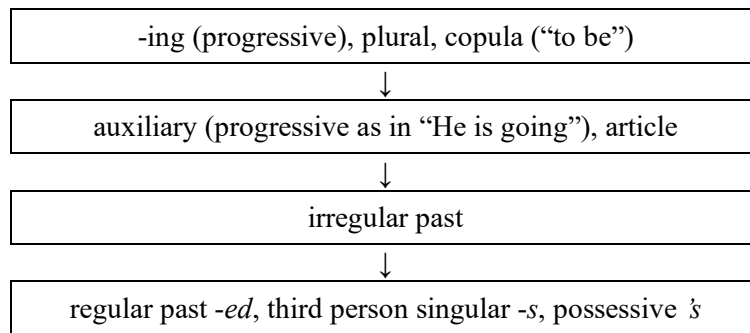 -ing (progressive), plural, copula (“to be”)
↓
auxiliary (progressive as in “He is going”), article
↓
irregular past
↓
regular past -ed, third person singular -s, possessive ’s